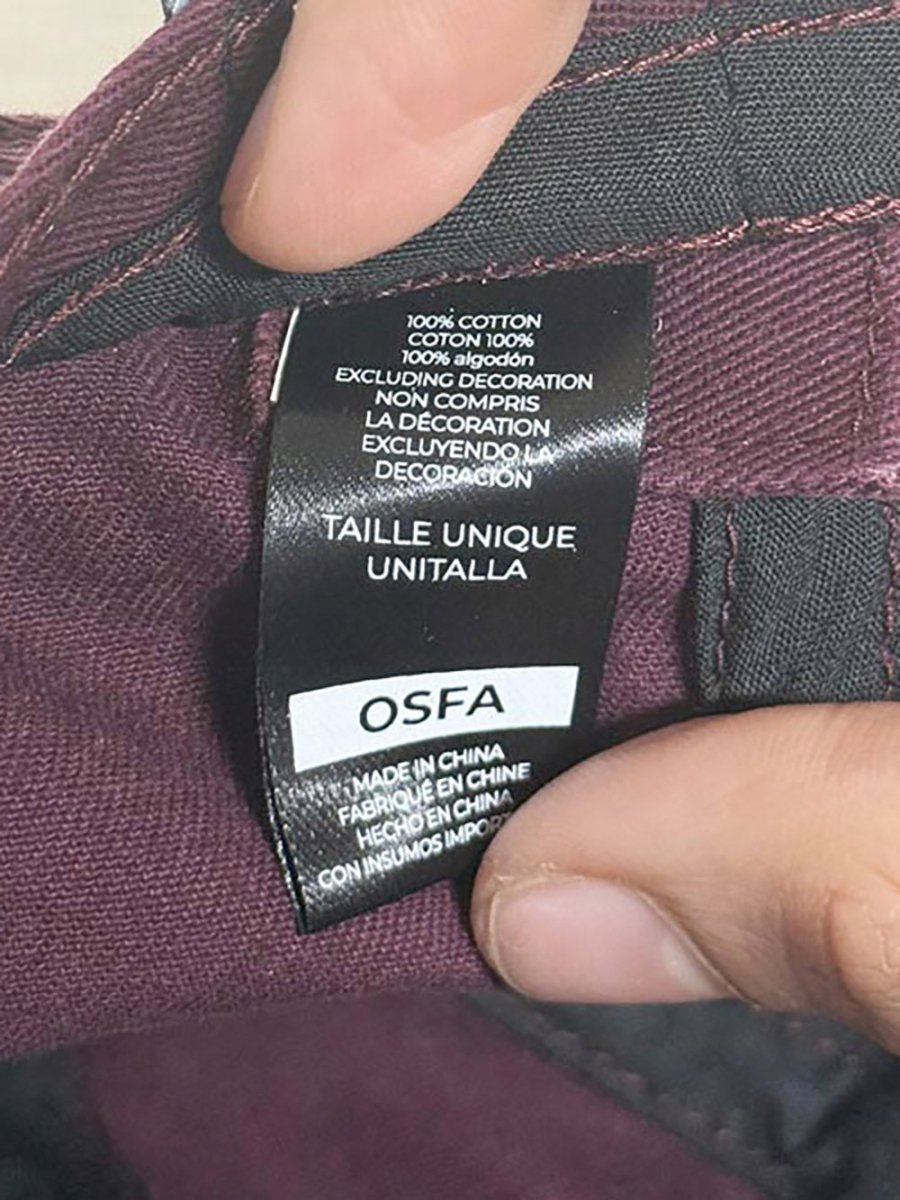 100% COTTON
COTON 100%
100% algodón
EXCLUDING DECORATION
NON COMPRIS
LA DÉCORATION
EXCLUYENDO LA
DECORACIÓN
TAILLE UNIQUE
UNITALLA
OSFA
MADE IN CHINA
FABRIQUÉ EN CHINE
HECHO EN CHINA
CON INSUMOS